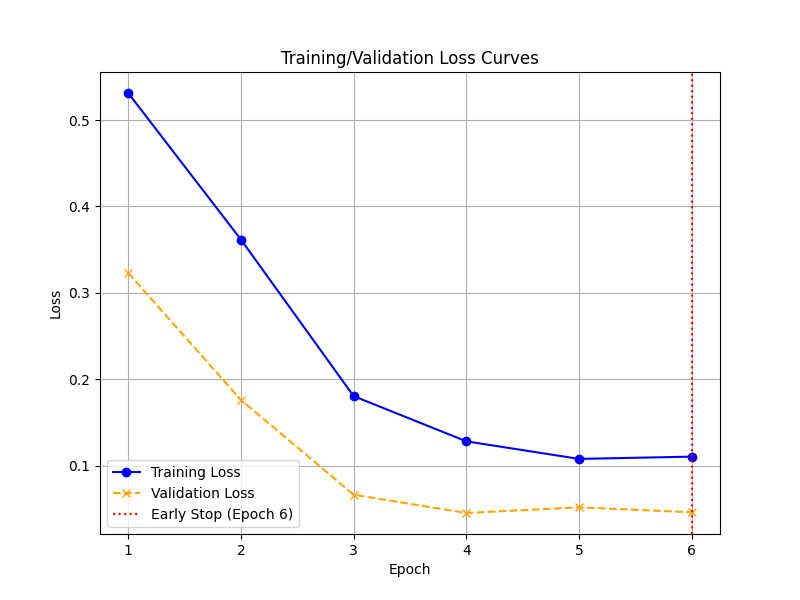 Training/Validation Loss Curves
Loss
0.5
0.4
0.3
0.2
0.1
Training Loss
Validation Loss
Early Stop (Epoch 6)
1 2 3 4 5 6
Epoch